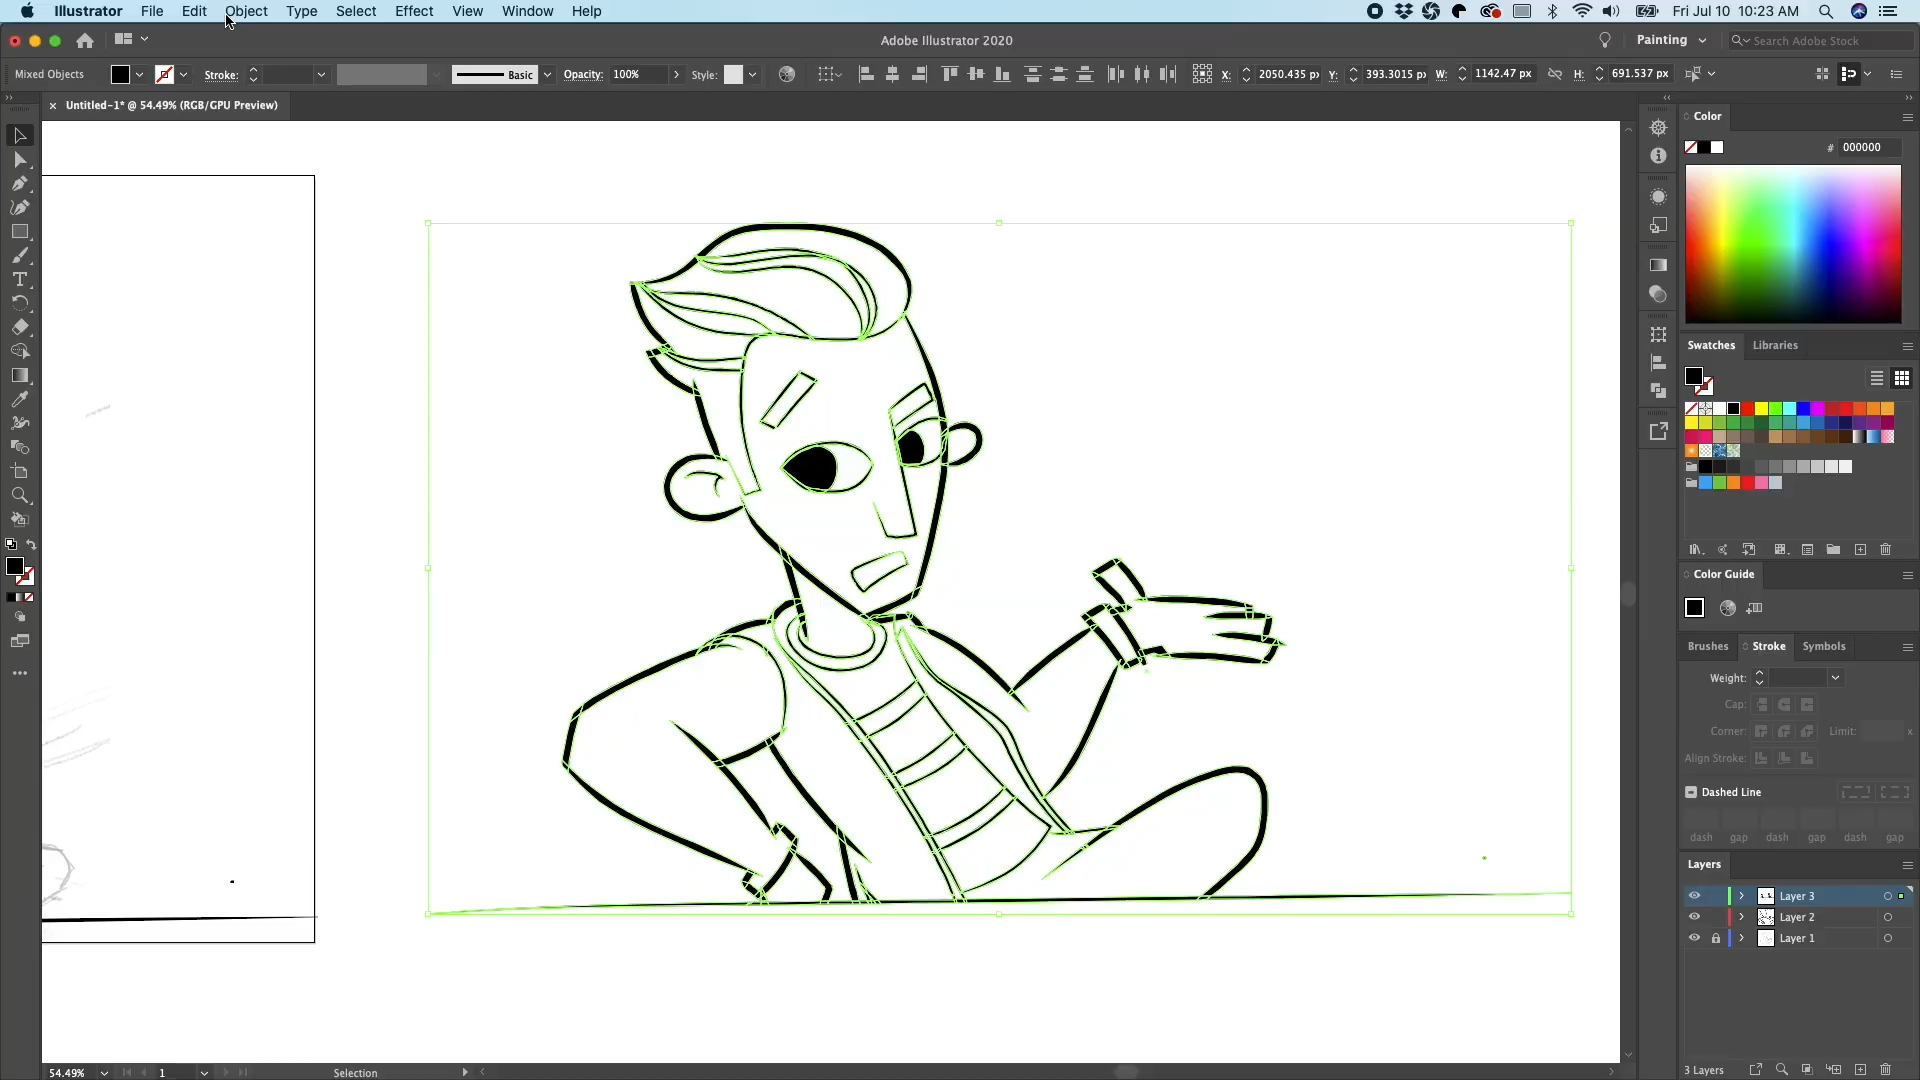 Illustrator File Edit Object Type Select Effect View Window Help
Fri Jul 10 10:23 AM
Adobe Illustrator 2020
Painting
Search Adobe Stock
Mixed Objects
Stroke:
Basic
Opacity: 100%
Style:
X: 2050.435 px
Y: 393.3015 px
W: 1142.47 px
H: 691.537 px
Untitled-1* @ 54.49% (RGB/GPU Preview)
Color
# 000000
Swatches Libraries
Color Guide
Brushes Stroke Symbols
Weight:
Cap:
Corner: Limit: x
Align Stroke:
Dashed Line
dash gap dash gap dash gap
Layers
Layer 3
Layer 2
Layer 1
3 Layers
54.49% 1 Selection